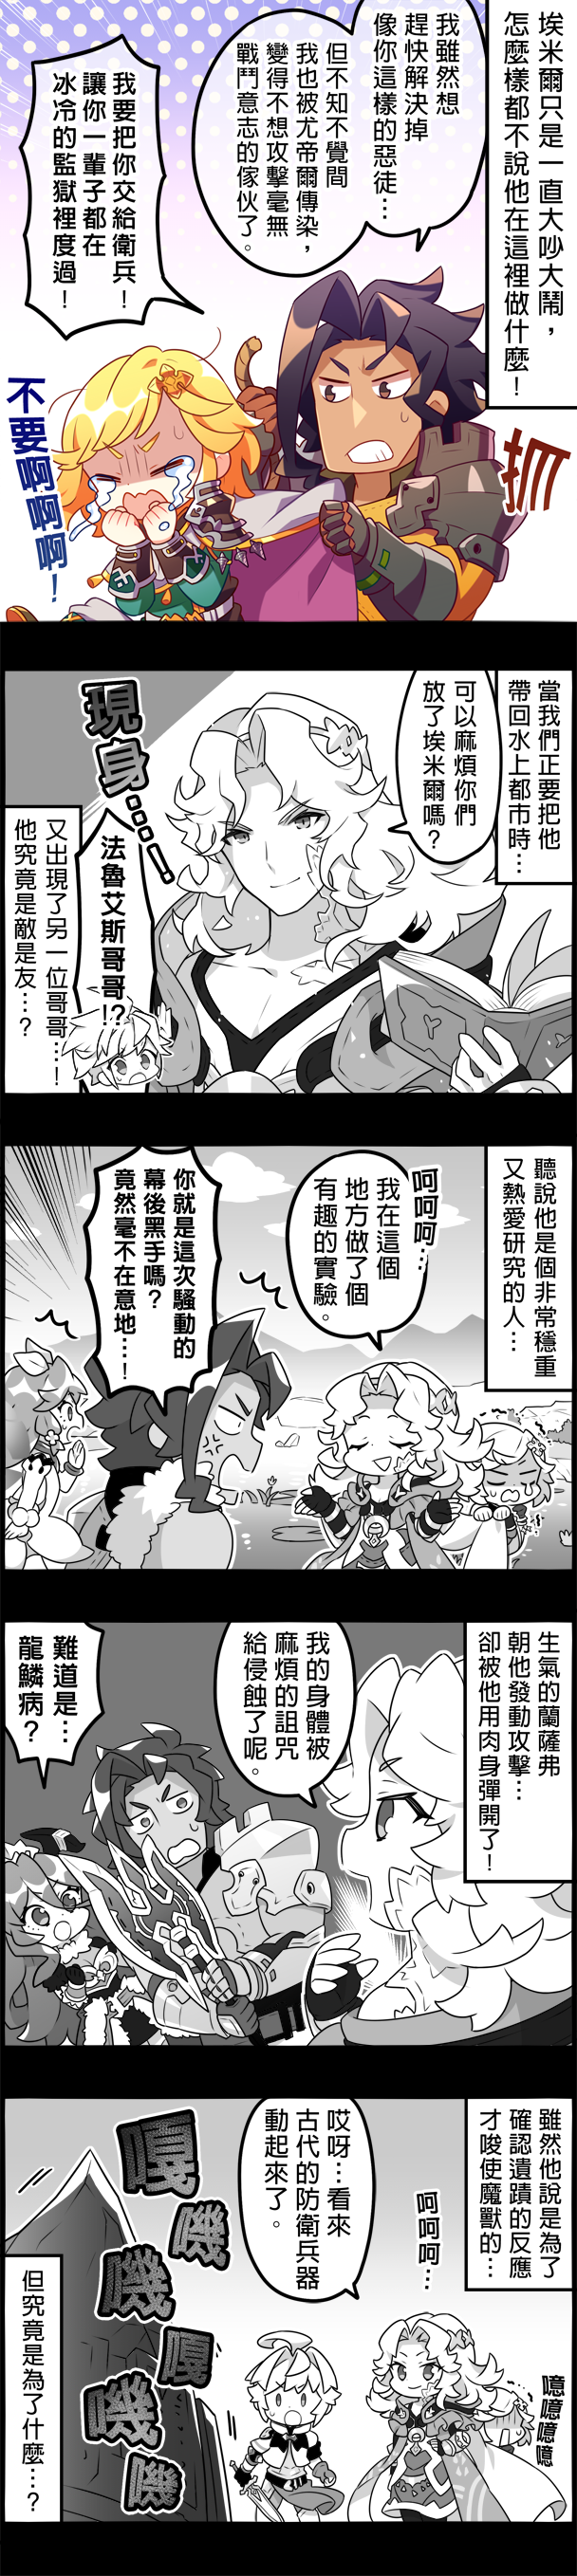 埃米爾只是一直大吵大鬧，
怎麼樣都不說他在這裡做什麼！
我雖然想
趕快解決掉
像你這樣的惡徒…
但不知不覺間
我也被尤帝爾傳染，
變得不想攻擊毫無
戰鬥意志的傢伙了。
我要把你交給衛兵！
讓你一輩子都在
冰冷的監獄裡度過！
抓
不要啊啊啊！
當我們正要把他
帶回水上都市時…
可以麻煩你們
放了埃米爾嗎？
現身…！
法魯艾斯哥哥!?
又出現了另一位哥哥…！
他究竟是敵是友…？
聽說他是個非常穩重
又熱愛研究的人…
呵呵呵…
我在這個
地方做了個
有趣的實驗。
你就是這次騷動的
幕後黑手嗎？
竟然毫不在意地…！
生氣的蘭薩弗
朝他發動攻擊…
卻被他用肉身彈開了！
我的身體被
麻煩的詛咒
給侵蝕了呢。
難道是…
龍鱗病？
雖然他說是為了
確認遺蹟的反應
才唆使魔獸的…
呵呵呵…
哎呀…看來
古代的防衛兵器
動起來了。
噫噫噫噫
嘎
嘰
嘰
嘎
嘰
嘰
但究竟是為了什麼…？